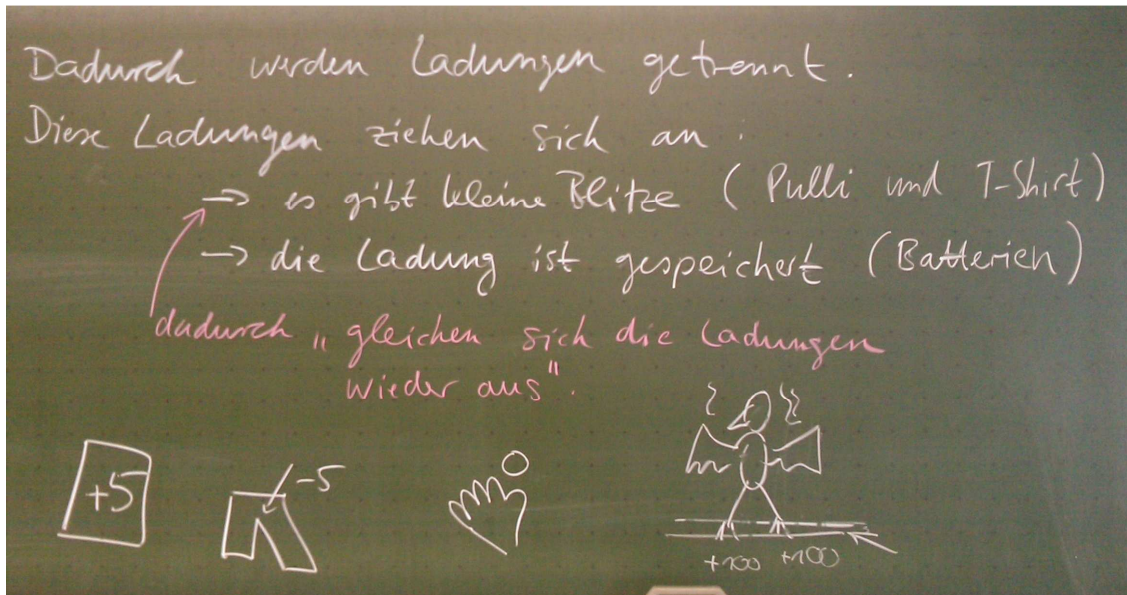 Dadurch werden Ladungen getrennt.
Diese Ladungen ziehen sich an:
→ es gibt kleine Blitze (Pulli und T-Shirt)
→ die Ladung ist gespeichert (Batterien)
dadurch „gleichen sich die Ladungen
wieder aus".
+5
-5
+100 +100